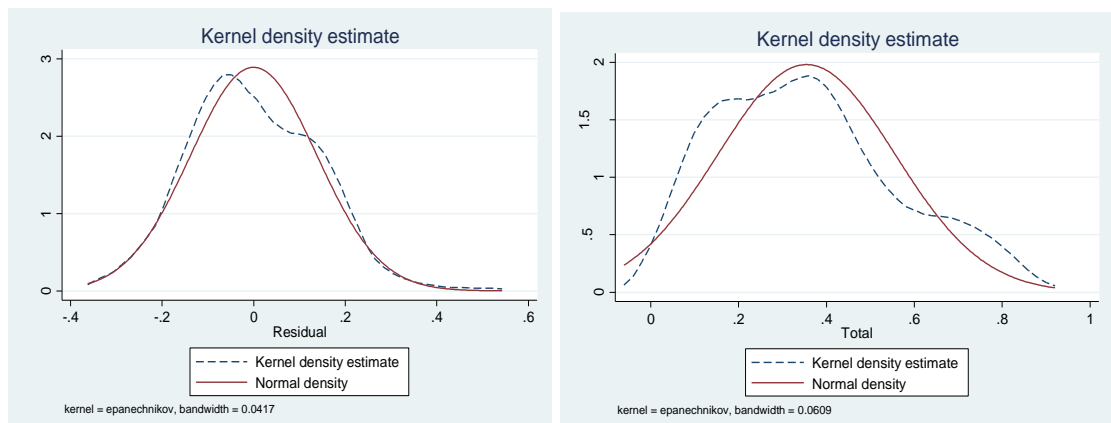 Kernel density estimate
3
2
1
0
-.4
-.2
0
.2
.4
.6
Residual
Kernel density estimate
Normal density
kernel = epanechnikov, bandwidth = 0.0417
Kernel density estimate
2
1.5
1
.5
0
0
.2
.4
.6
.8
1
Total
Kernel density estimate
Normal density
kernel = epanechnikov, bandwidth = 0.0609